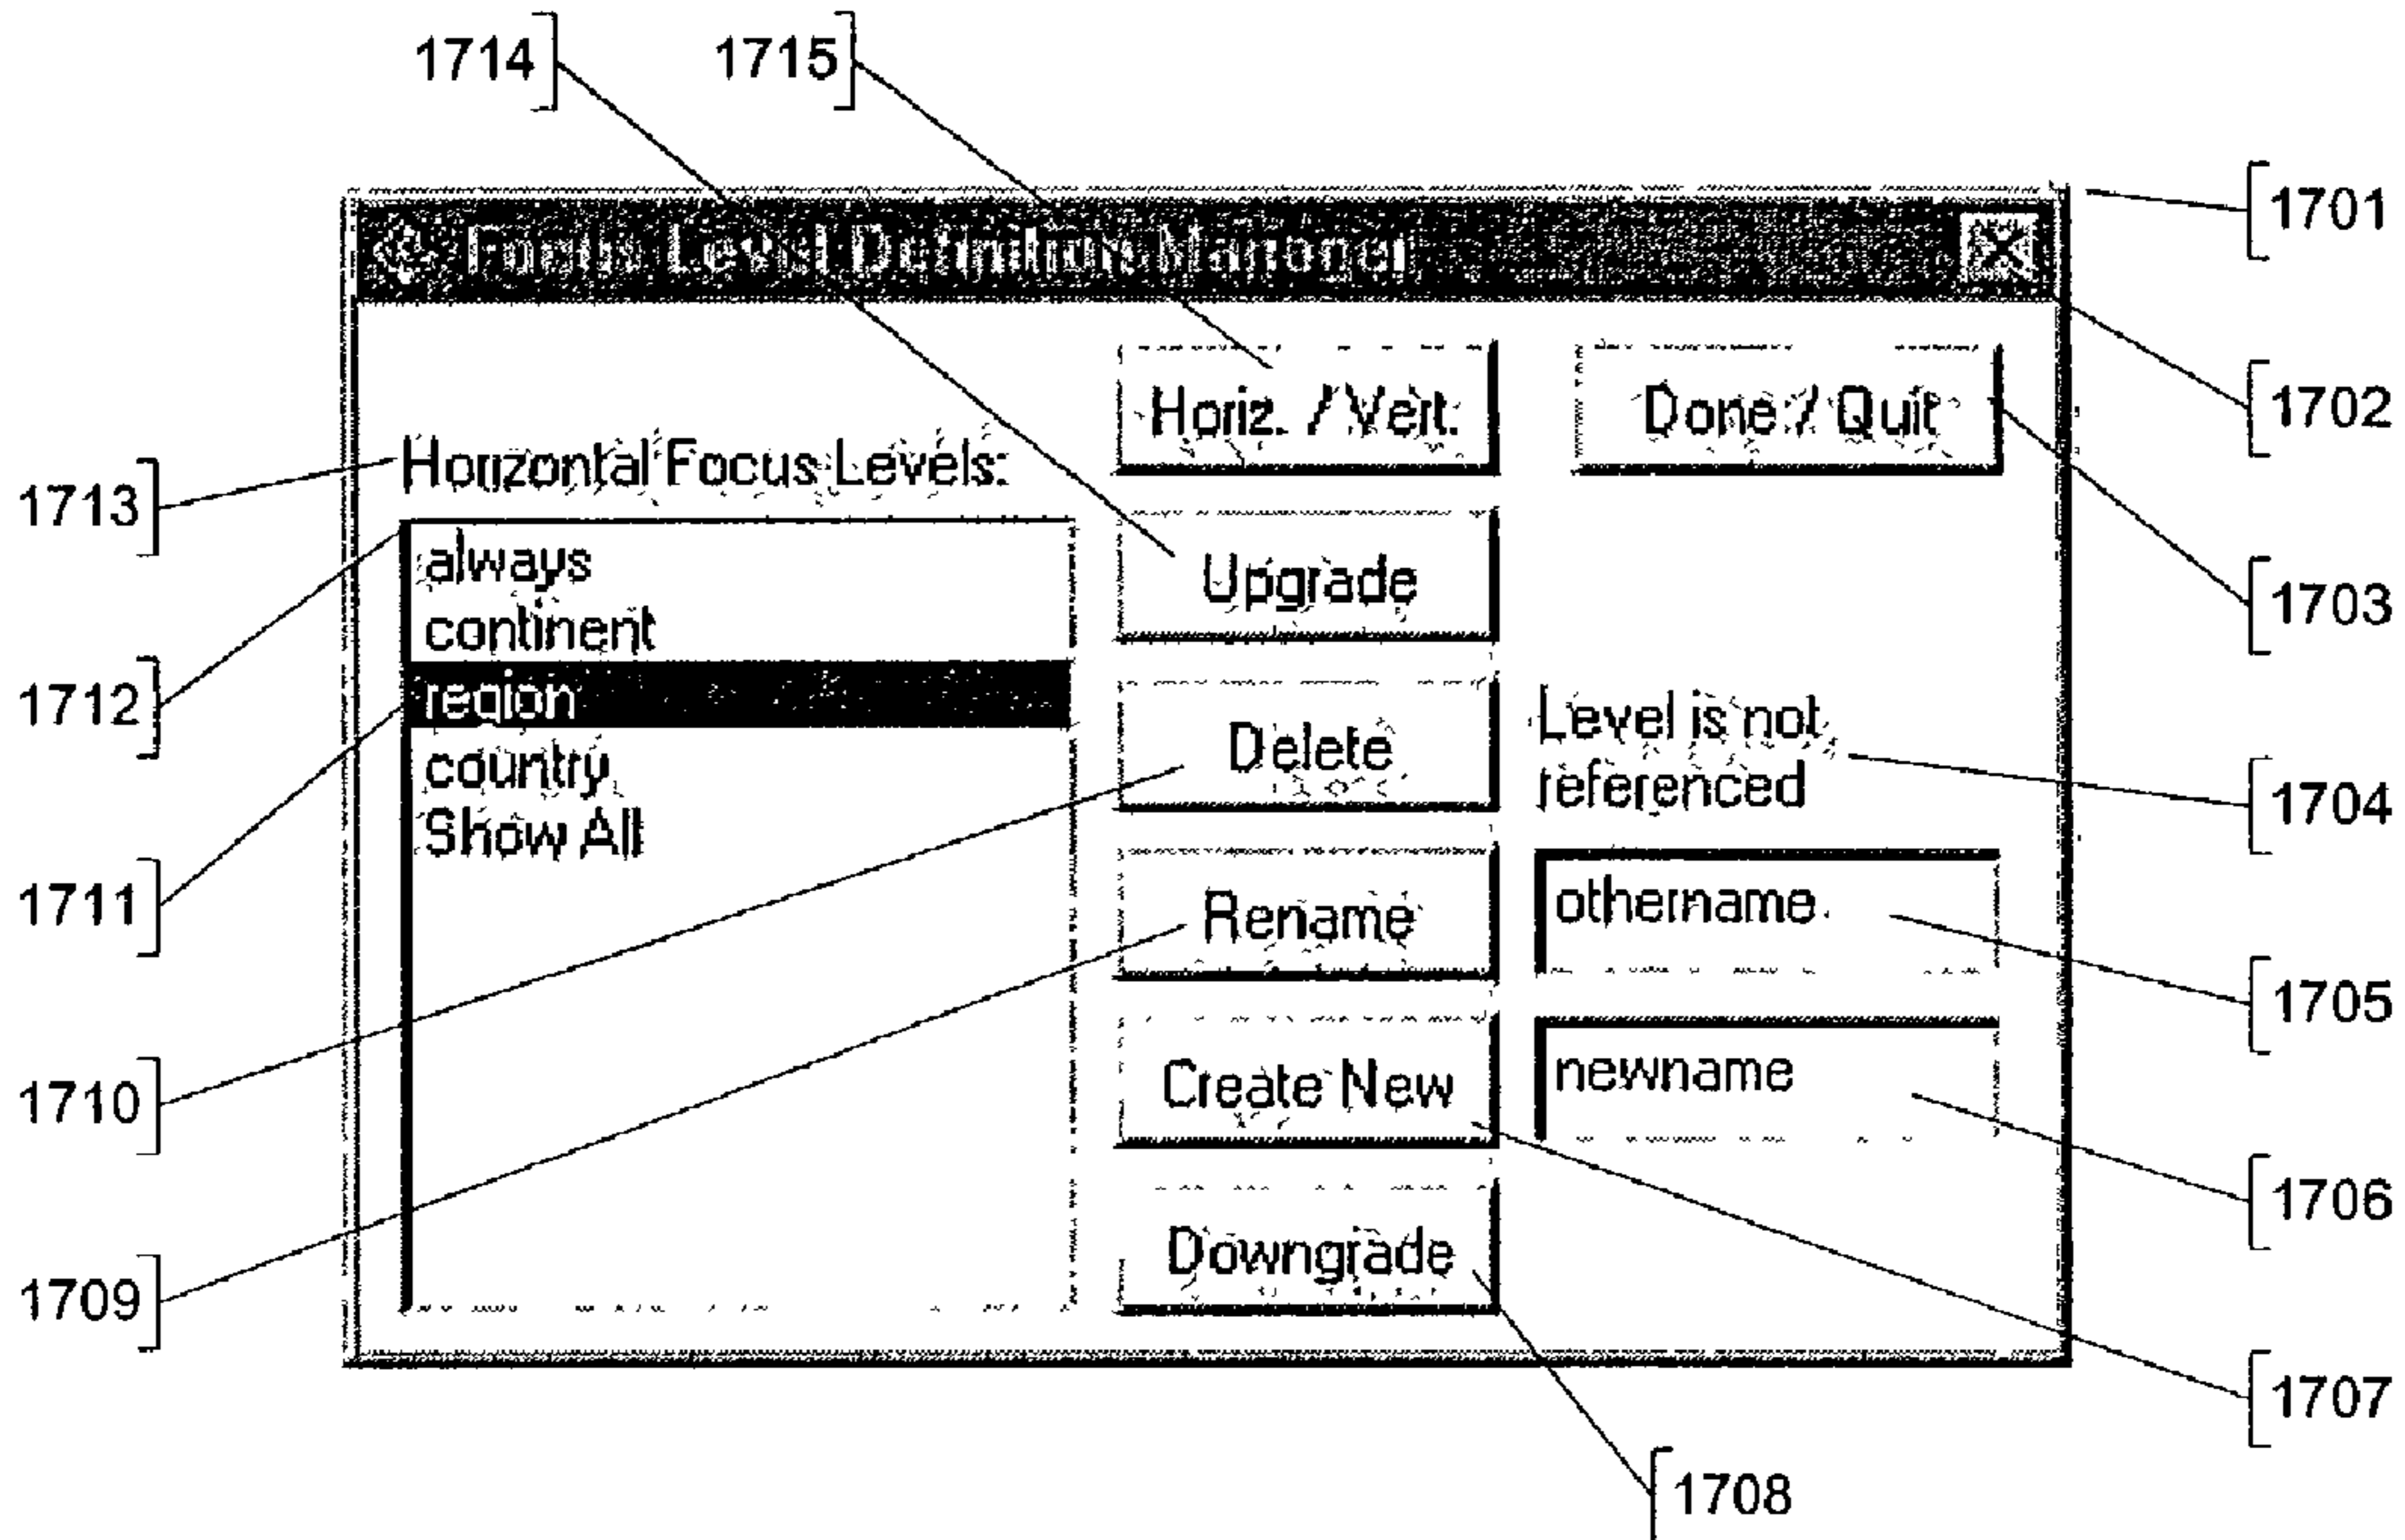 1714 1715
1701
Focus Level Definition Manager
1702
Horiz. / Vert.
Done / Quit
1713
Horizontal Focus Levels:
always
continent
region
country
Show All
Upgrade
1703
1712
Delete
Level is not
referenced
1704
1711
Rename
othername
1705
1710
Create New
newname
1706
1709
Downgrade
1707
1708